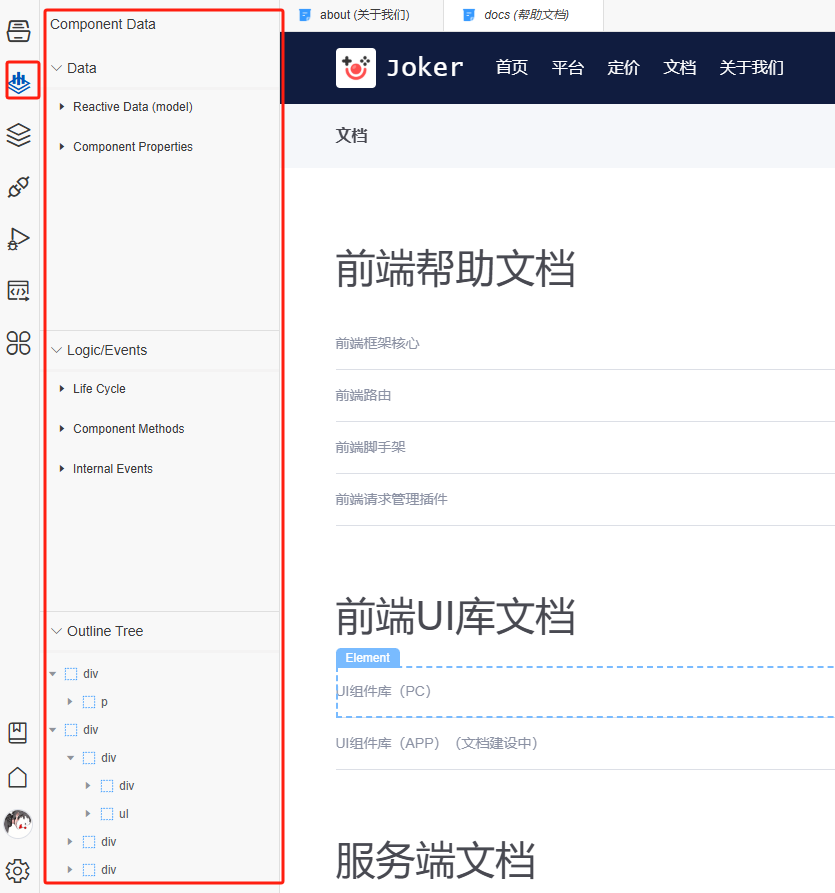 Component Data
Data
Reactive Data (model)
Component Properties
Logic/Events
Life Cycle
Component Methods
Internal Events
Outline Tree
div
p
div
div
div
ul
div
div
about (关于我们)
docs (帮助文档)
Joker 首页 平台 定价 文档 关于我们
文档
前端帮助文档
前端框架核心
前端路由
前端脚手架
前端请求管理插件
前端UI库文档
Element
UI组件库（PC）
UI组件库（APP）（文档建设中）
服务端文档